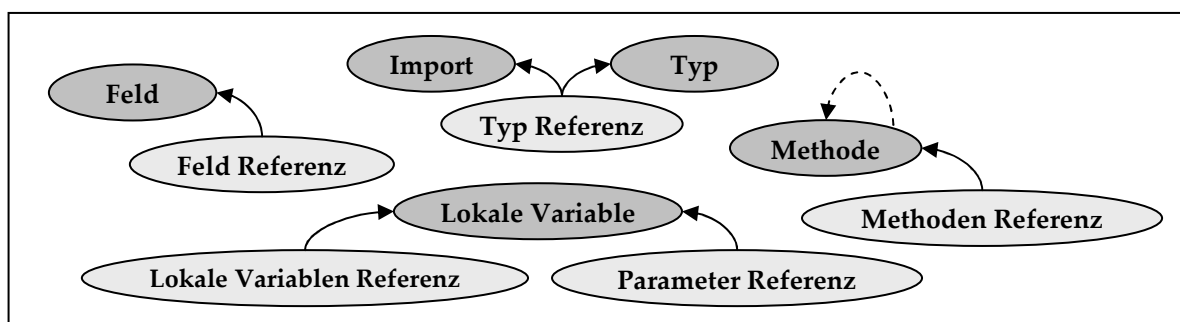 Import
Typ
Feld
Typ Referenz
Methode
Feld Referenz
Lokale Variable
Methoden Referenz
Lokale Variablen Referenz
Parameter Referenz